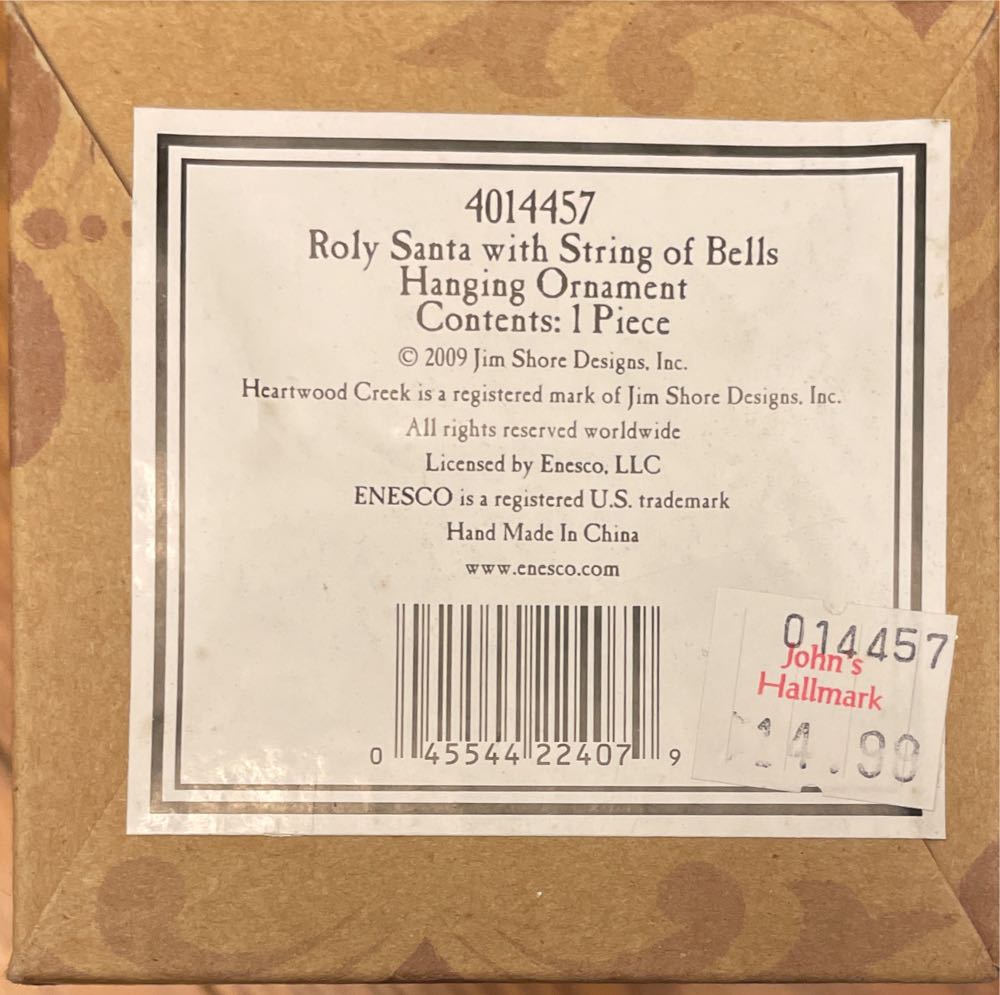 4014457
Roly Santa with String of Bells
Hanging Ornament
Contents: 1 Piece
© 2009 Jim Shore Designs, Inc.
Heartwood Creek is a registered mark of Jim Shore Designs, Inc.
All rights reserved worldwide
Licensed by Enesco, LLC
ENESCO is a registered U.S. trademark
Hand Made In China
www.enesco.com
0 45544 22407 9
014457
John's
Hallmark
14.98